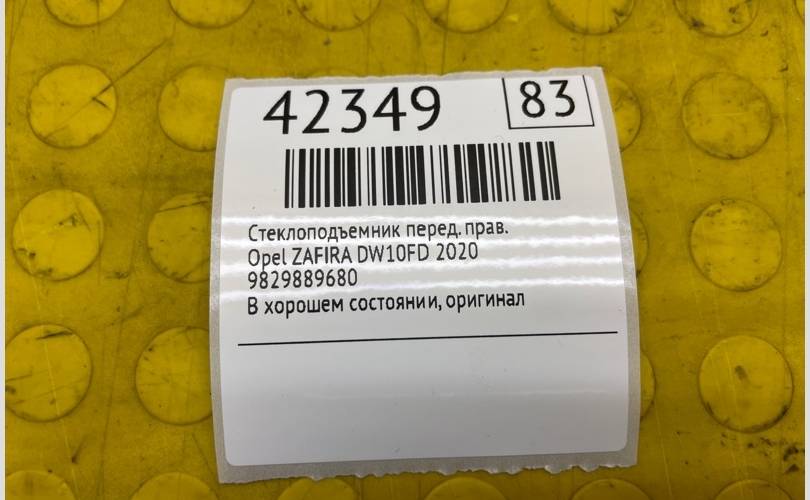 42349
83
Стеклоподъемник перед. прав.
Opel ZAFIRA DW10FD 2020
9829889680
В хорошем состоянии, оригинал